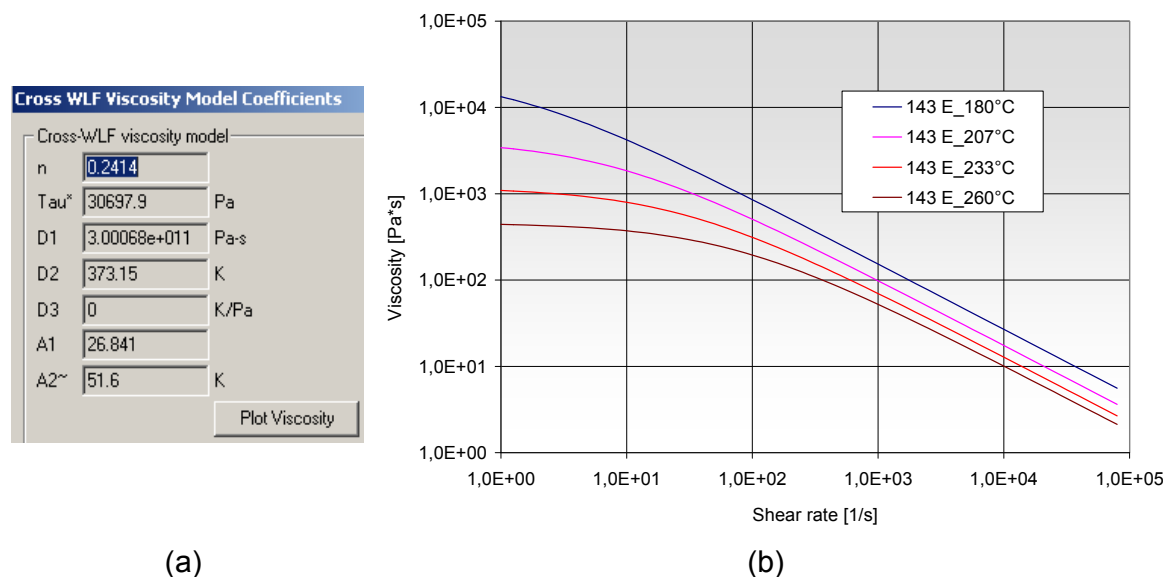 Cross WLF Viscosity Model Coefficients
Cross-WLF viscosity model
n 0.2414
Tau* 30697.9 Pa
D1 3.00068e+011 Pa-s
D2 373.15 K
D3 0 K/Pa
A1 26.841
A2~ 51.6 K
Plot Viscosity
(a)
Viscosity [Pa*s]
1,0E+05
1,0E+04
1,0E+03
1,0E+02
1,0E+01
1,0E+00
143 E_180°C
143 E_207°C
143 E_233°C
143 E_260°C
1,0E+00 1,0E+01 1,0E+02 1,0E+03 1,0E+04 1,0E+05
Shear rate [1/s]
(b)